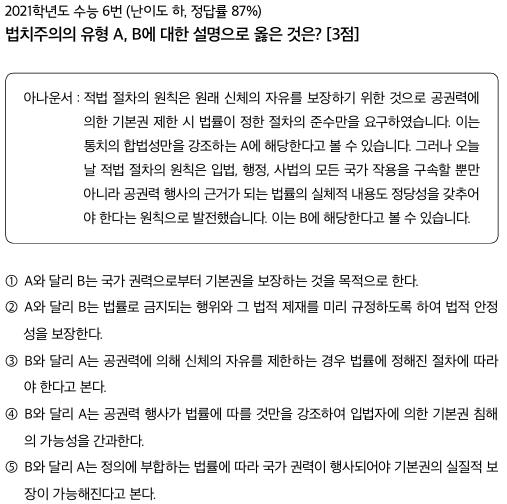 2021학년도 수능 6번 (난이도 하, 정답률 87%)
법치주의의 유형 A, B에 대한 설명으로 옳은 것은? [3점]
아나운서 : 적법 절차의 원칙은 원래 신체의 자유를 보장하기 위한 것으로 공권력에
의한 기본권 제한 시 법률이 정한 절차의 준수만을 요구하였습니다. 이는
통치의 합법성만을 강조하는 A에 해당한다고 볼 수 있습니다. 그러나 오늘
날 적법 절차의 원칙은 입법, 행정, 사법의 모든 국가 작용을 구속할 뿐만
아니라 공권력 행사의 근거가 되는 법률의 실체적 내용도 정당성을 갖추어
야 한다는 원칙으로 발전했습니다. 이는 B에 해당한다고 볼 수 있습니다.
① A와 달리 B는 국가 권력으로부터 기본권을 보장하는 것을 목적으로 한다.
② A와 달리 B는 법률로 금지되는 행위와 그 법적 제재를 미리 규정하도록 하여 법적 안정
성을 보장한다.
③ B와 달리 A는 공권력에 의해 신체의 자유를 제한하는 경우 법률에 정해진 절차에 따라
야 한다고 본다.
④ B와 달리 A는 공권력 행사가 법률에 따를 것만을 강조하여 입법자에 의한 기본권 침해
의 가능성을 간과한다.
⑤ B와 달리 A는 정의에 부합하는 법률에 따라 국가 권력이 행사되어야 기본권의 실질적 보
장이 가능해진다고 본다.